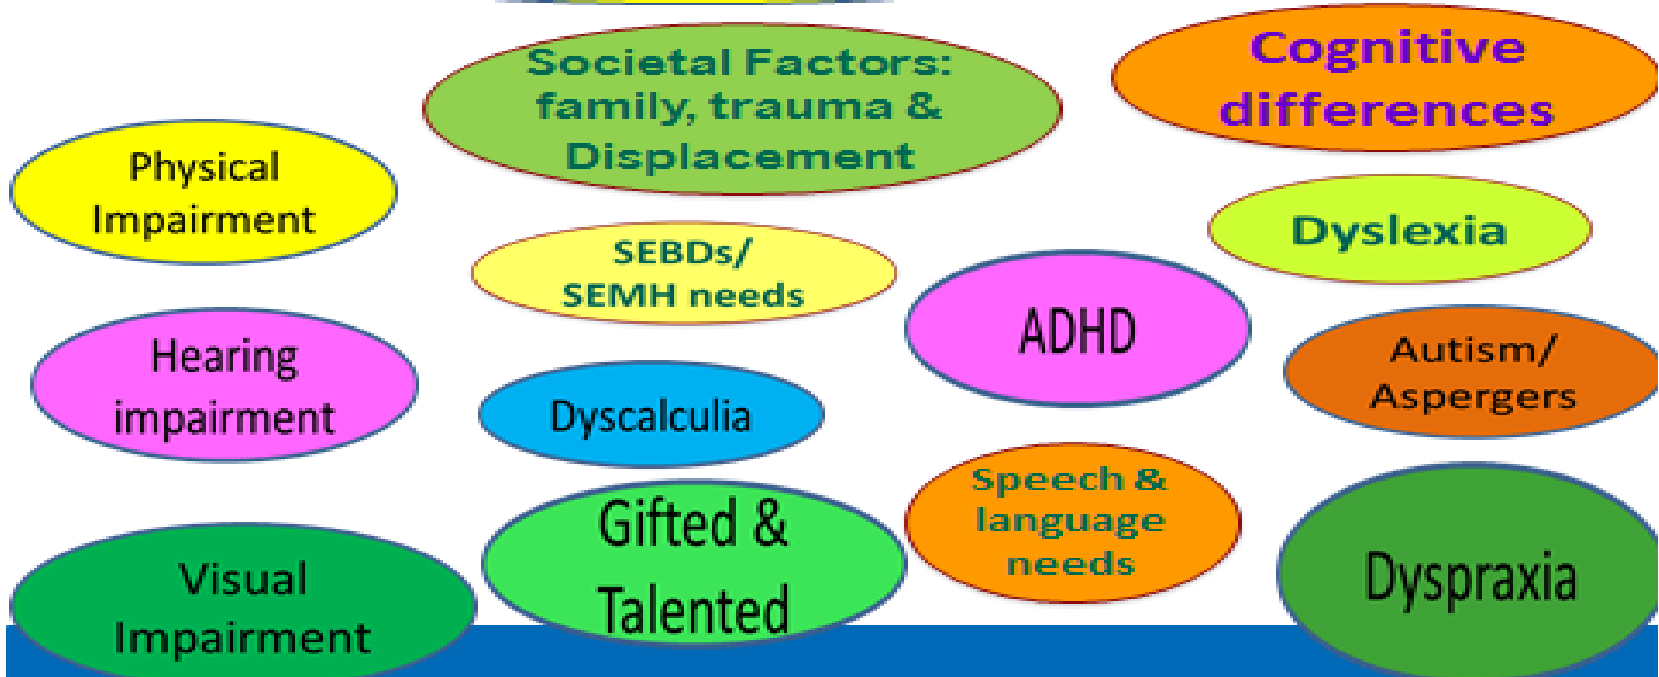 Societal Factors:
family, trauma &
Displacement
Cognitive
differences
Physical
Impairment
SEBDs/
SEMH needs
Dyslexia
ADHD
Hearing
impairment
Dyscalculia
Autism/
Aspergers
Speech &
language
needs
Gifted &
Talented
Visual
Impairment
Dyspraxia